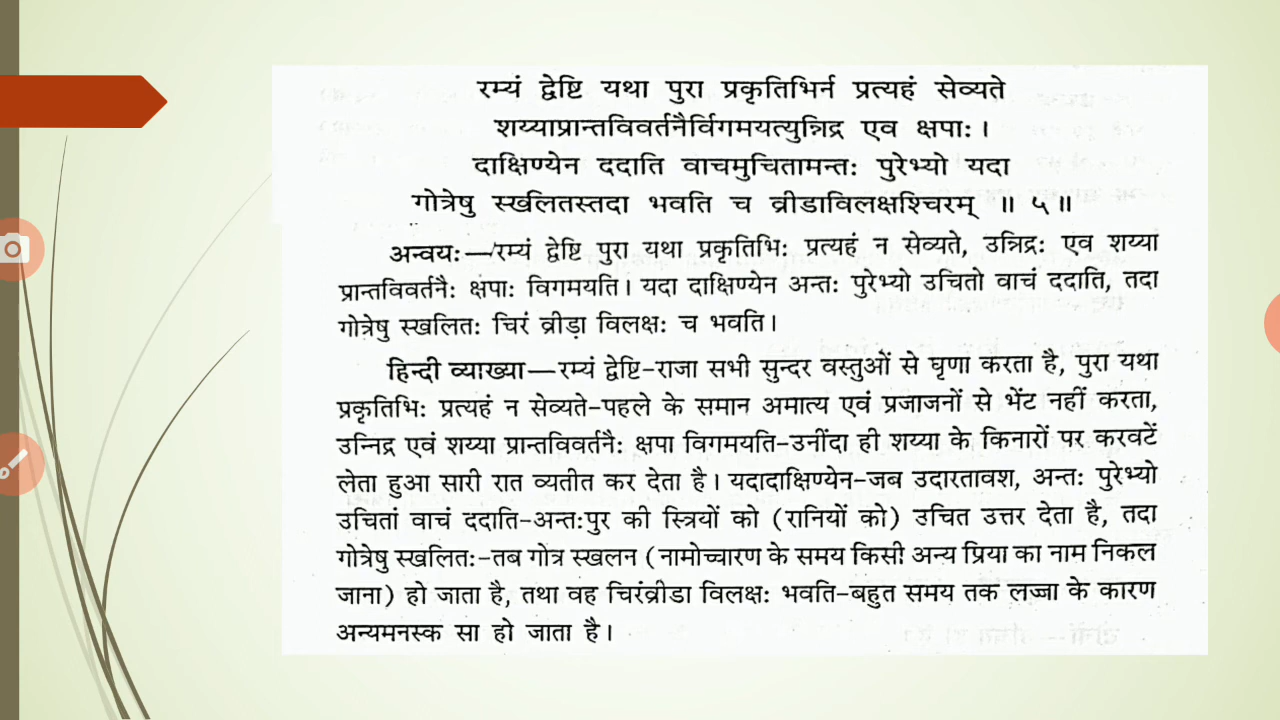 रम्यं द्वेष्टि यथा पुरा प्रकृतिभिर्न प्रत्यहं सेव्यते
शय्याप्रान्तविवर्तनैर्विगमयत्युन्निद्र एव क्षपाः।
दाक्षिण्येन ददाति वाचमुचितामन्तः पुरेभ्यो यदा
गोत्रेषु स्खलितस्तदा भवति च व्रीडाविलक्षश्चिरम् ॥ ५ ॥
अन्वयः—रम्यं द्वेष्टि पुरा यथा प्रकृतिभिः प्रत्यहं न सेव्यते, उन्निद्रः एव शय्या
प्रान्तविवर्तनैः क्षंपाः विगमयति। यदा दाक्षिण्येन अन्तः पुरेभ्यो उचितो वाचं ददाति, तदा
गोत्रेषु स्खलितः चिरं व्रीड़ा विलक्षः च भवति।
हिन्दी व्याख्या—रम्यं द्वेष्टि-राजा सभी सुन्दर वस्तुओं से घृणा करता है, पुरा यथा
प्रकृतिभिः प्रत्यहं न सेव्यते-पहले के समान अमात्य एवं प्रजाजनों से भेंट नहीं करता,
उन्निद्र एवं शय्या प्रान्तविवर्तनैः क्षपा विगमयति-उनींदा ही शय्या के किनारों पर करवटें
लेता हुआ सारी रात व्यतीत कर देता है। यदादाक्षिण्येन-जब उदारतावश, अन्तः पुरेभ्यो
उचितां वाचं ददाति-अन्तःपुर की स्त्रियों को (रानियों को) उचित उत्तर देता है, तदा
गोत्रेषु स्खलितः-तब गोत्र स्खलन (नामोच्चारण के समय किसी अन्य प्रिया का नाम निकल
जाना) हो जाता है, तथा वह चिरंव्रीडा विलक्षः भवति-बहुत समय तक लज्जा के कारण
अन्यमनस्क सा हो जाता है।